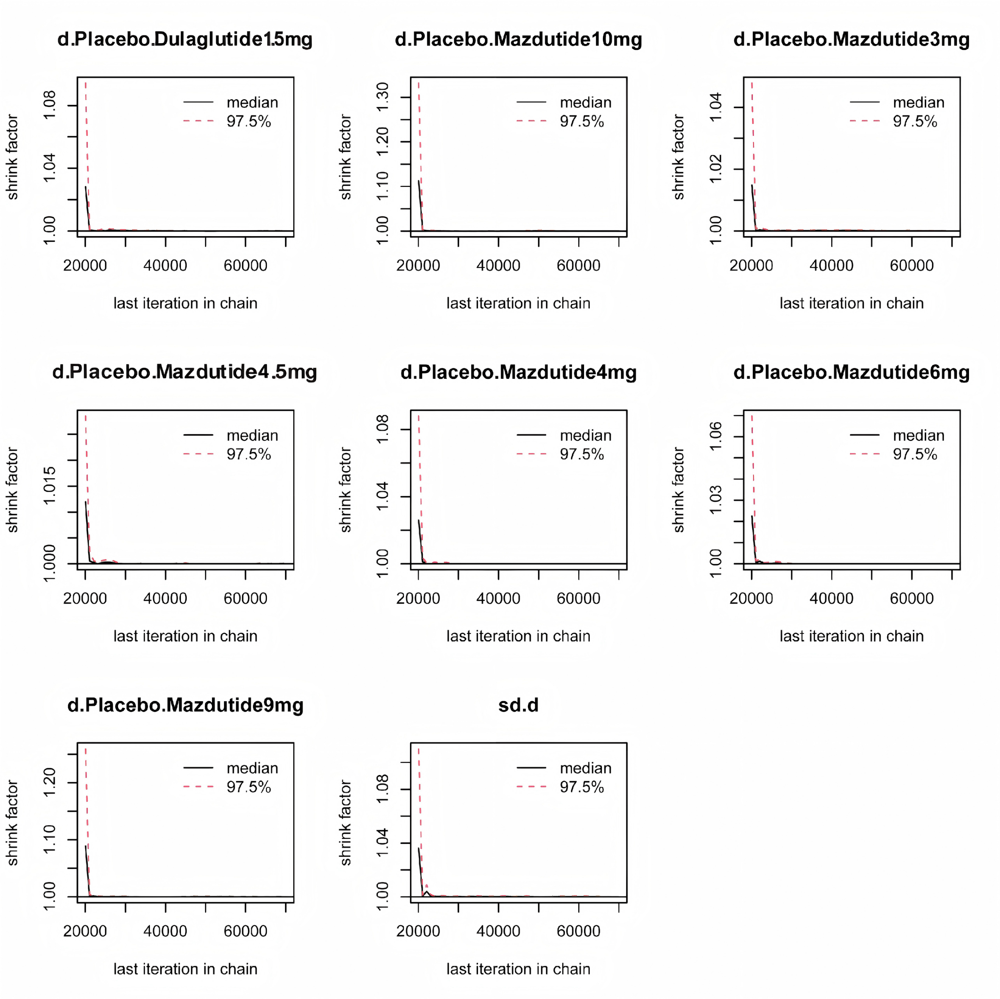 d.Placebo.Dulaglutide1.5mg
d.Placebo.Mazdutide10mg
d.Placebo.Mazdutide3mg
shrink factor
1.00 1.04 1.08
median
97.5%
20000 40000 60000
last iteration in chain
shrink factor
1.00 1.10 1.20 1.30
median
97.5%
20000 40000 60000
last iteration in chain
shrink factor
1.00 1.02 1.04
median
97.5%
20000 40000 60000
last iteration in chain
d.Placebo.Mazdutide4.5mg
d.Placebo.Mazdutide4mg
d.Placebo.Mazdutide6mg
shrink factor
1.000 1.015
median
97.5%
20000 40000 60000
last iteration in chain
shrink factor
1.00 1.04 1.08
median
97.5%
20000 40000 60000
last iteration in chain
shrink factor
1.00 1.03 1.06
median
97.5%
20000 40000 60000
last iteration in chain
d.Placebo.Mazdutide9mg
sd.d
shrink factor
1.00 1.10 1.20
median
97.5%
20000 40000 60000
last iteration in chain
shrink factor
1.00 1.04 1.08
median
97.5%
20000 40000 60000
last iteration in chain